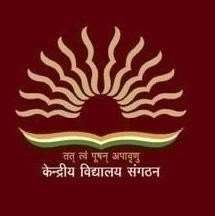 तत् त्वं पूषन् अपावृणु
केन्द्रीय विद्यालय संगठन